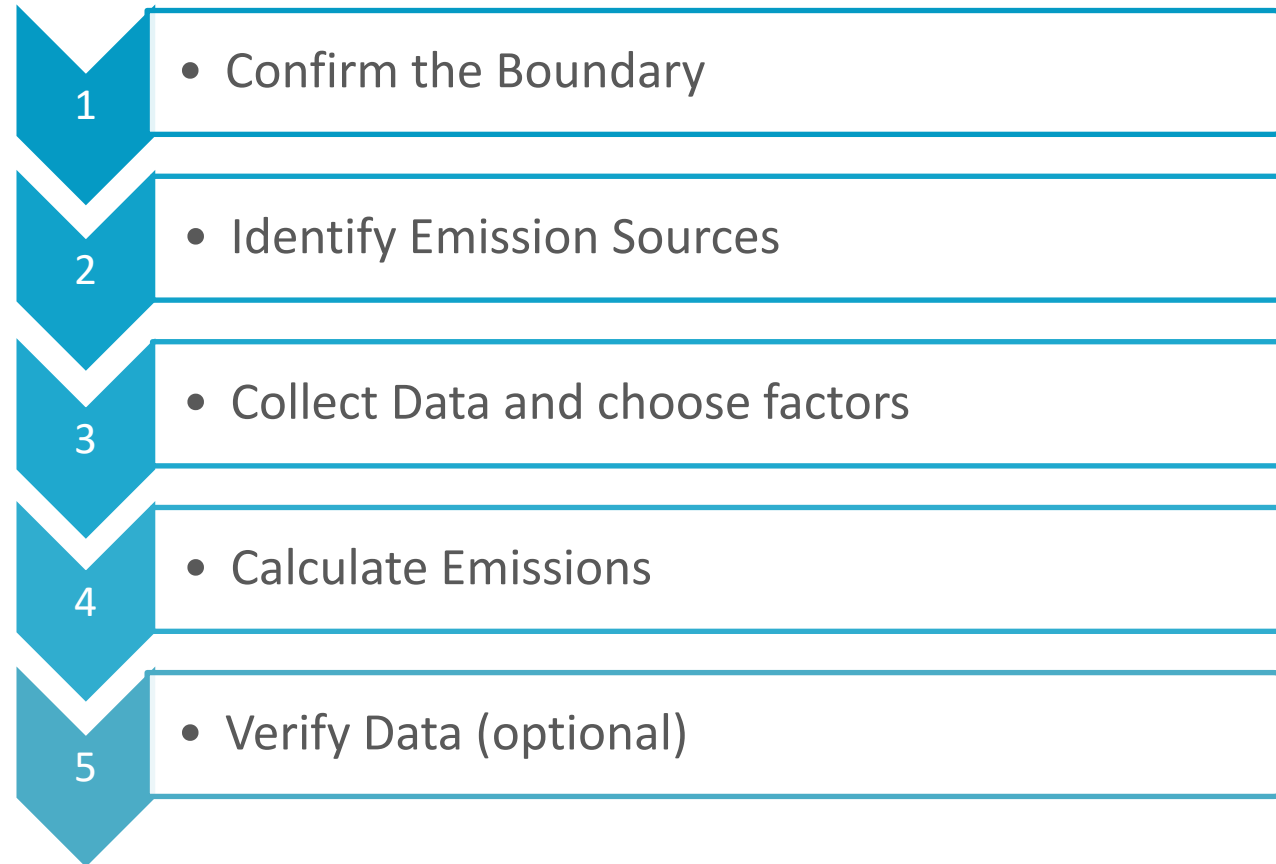 1
• Confirm the Boundary
2
• Identify Emission Sources
3
• Collect Data and choose factors
4
• Calculate Emissions
5
• Verify Data (optional)